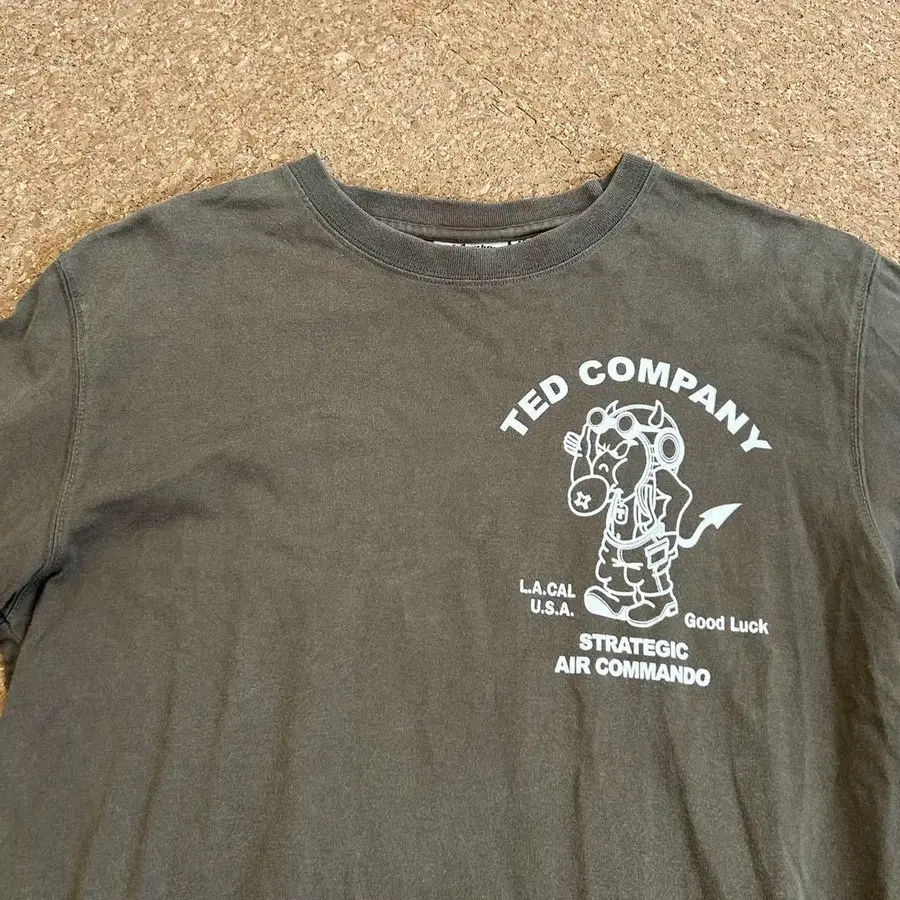 TED COMPANY
L.A.CAL
U.S.A.
Good Luck
STRATEGIC
AIR COMMANDO